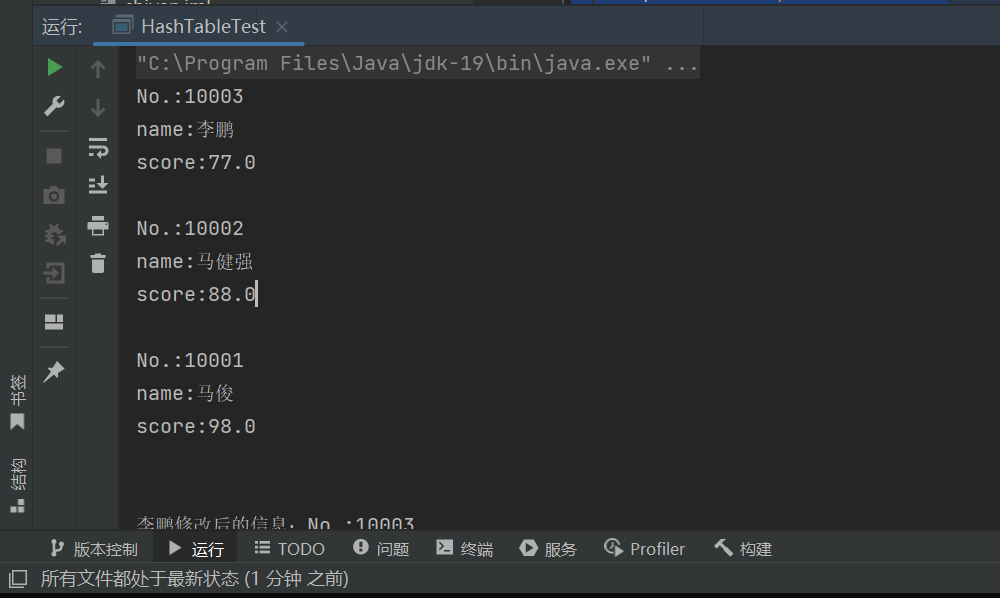 运行:
HashTableTest
"C:\Program Files\Java\jdk-19\bin\java.exe" ...
No.:10003
name:李鹏
score:77.0
No.:10002
name:马健强
score:88.0
No.:10001
name:马俊
score:98.0
李鹏修改后的信息: No.:10003
书签
结构
版本控制
运行
TODO
问题
终端
服务
Profiler
构建
所有文件都处于最新状态 (1 分钟 之前)